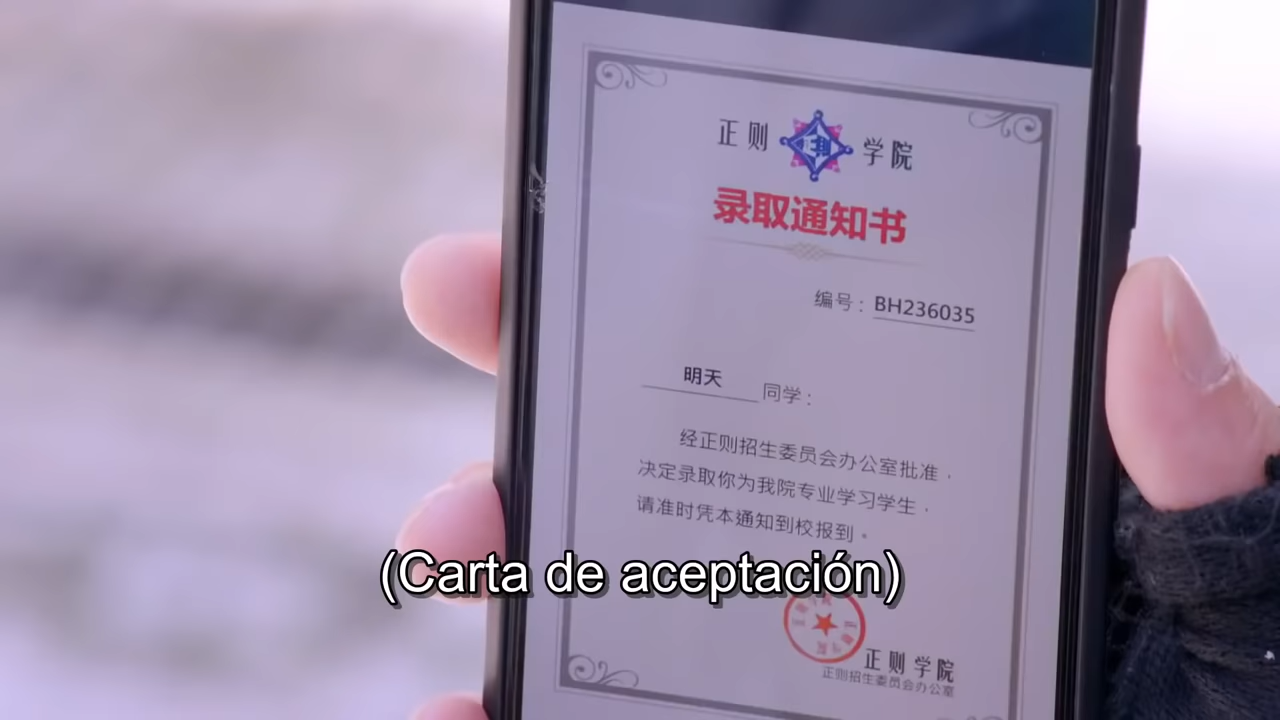 正则 正则 学院
录取通知书
编号：BH236035
明天 同学：
经正则招生委员会办公室批准，
决定录取你为我院专业学习学生，
请准时凭本通知到校报到。
(Carta de aceptación)
正则学院
正则招生委员会办公室